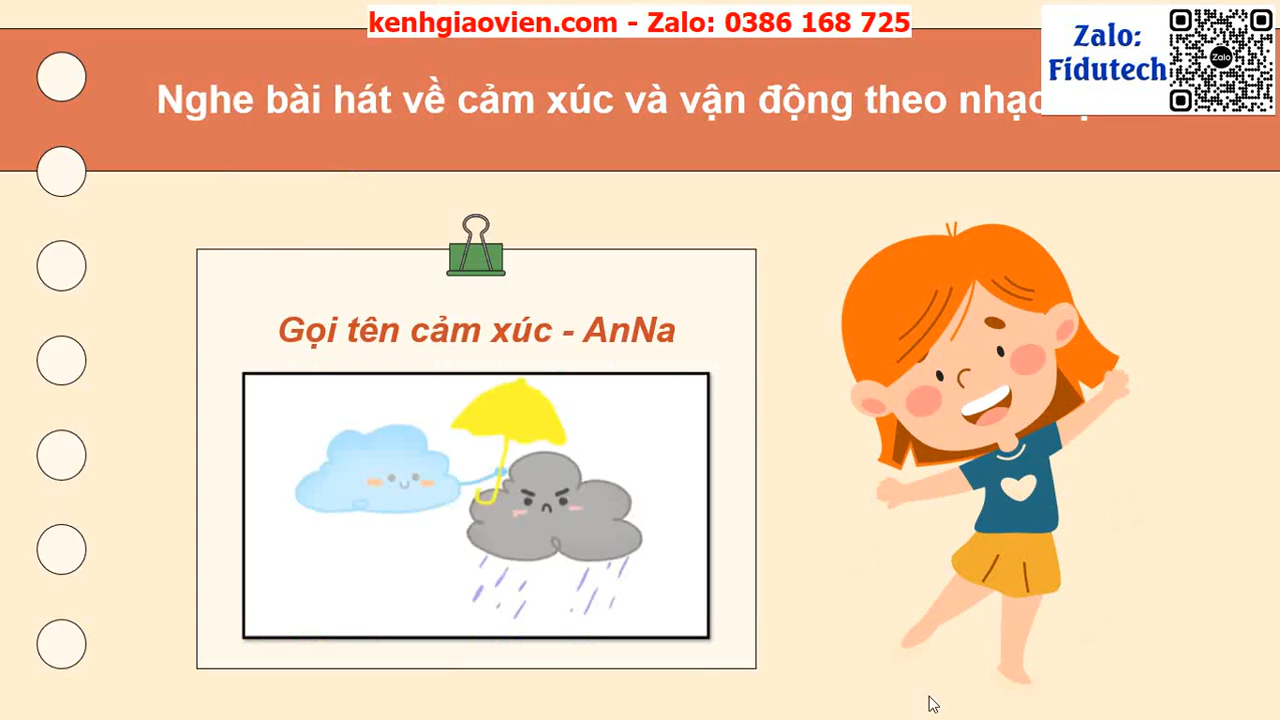 kenhgiaovien.com - Zalo: 0386 168 725
Zalo:
Fidutech
Zalo
Nghe bài hát về cảm xúc và vận động theo nhạc
Gọi tên cảm xúc - AnNa